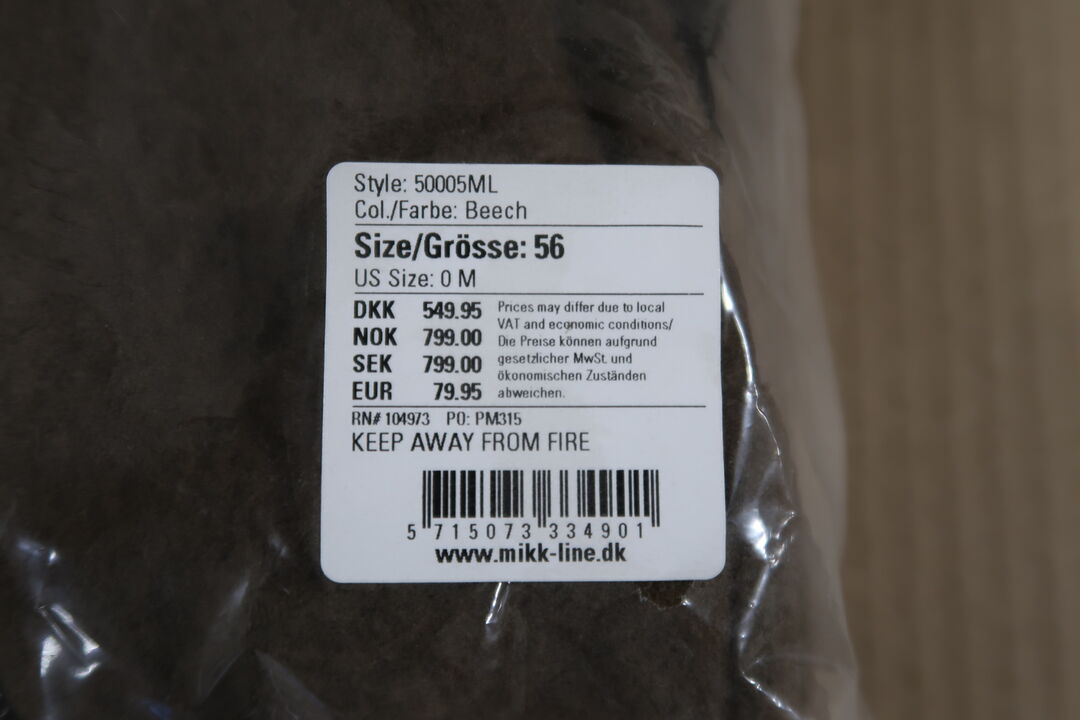 Style: 50005ML
Col./Farbe: Beech
Size/Grösse: 56
US Size: 0 M
DKK 549.95
NOK 799.00
SEK 799.00
EUR 79.95
Prices may differ due to local
VAT and economic conditions/
Die Preise können aufgrund
gesetzlicher MwSt. und
ökonomischen Zuständen
abweichen.
RN# 104973 PO: PM315
KEEP AWAY FROM FIRE
5 715073 334901
www.mikk-line.dk